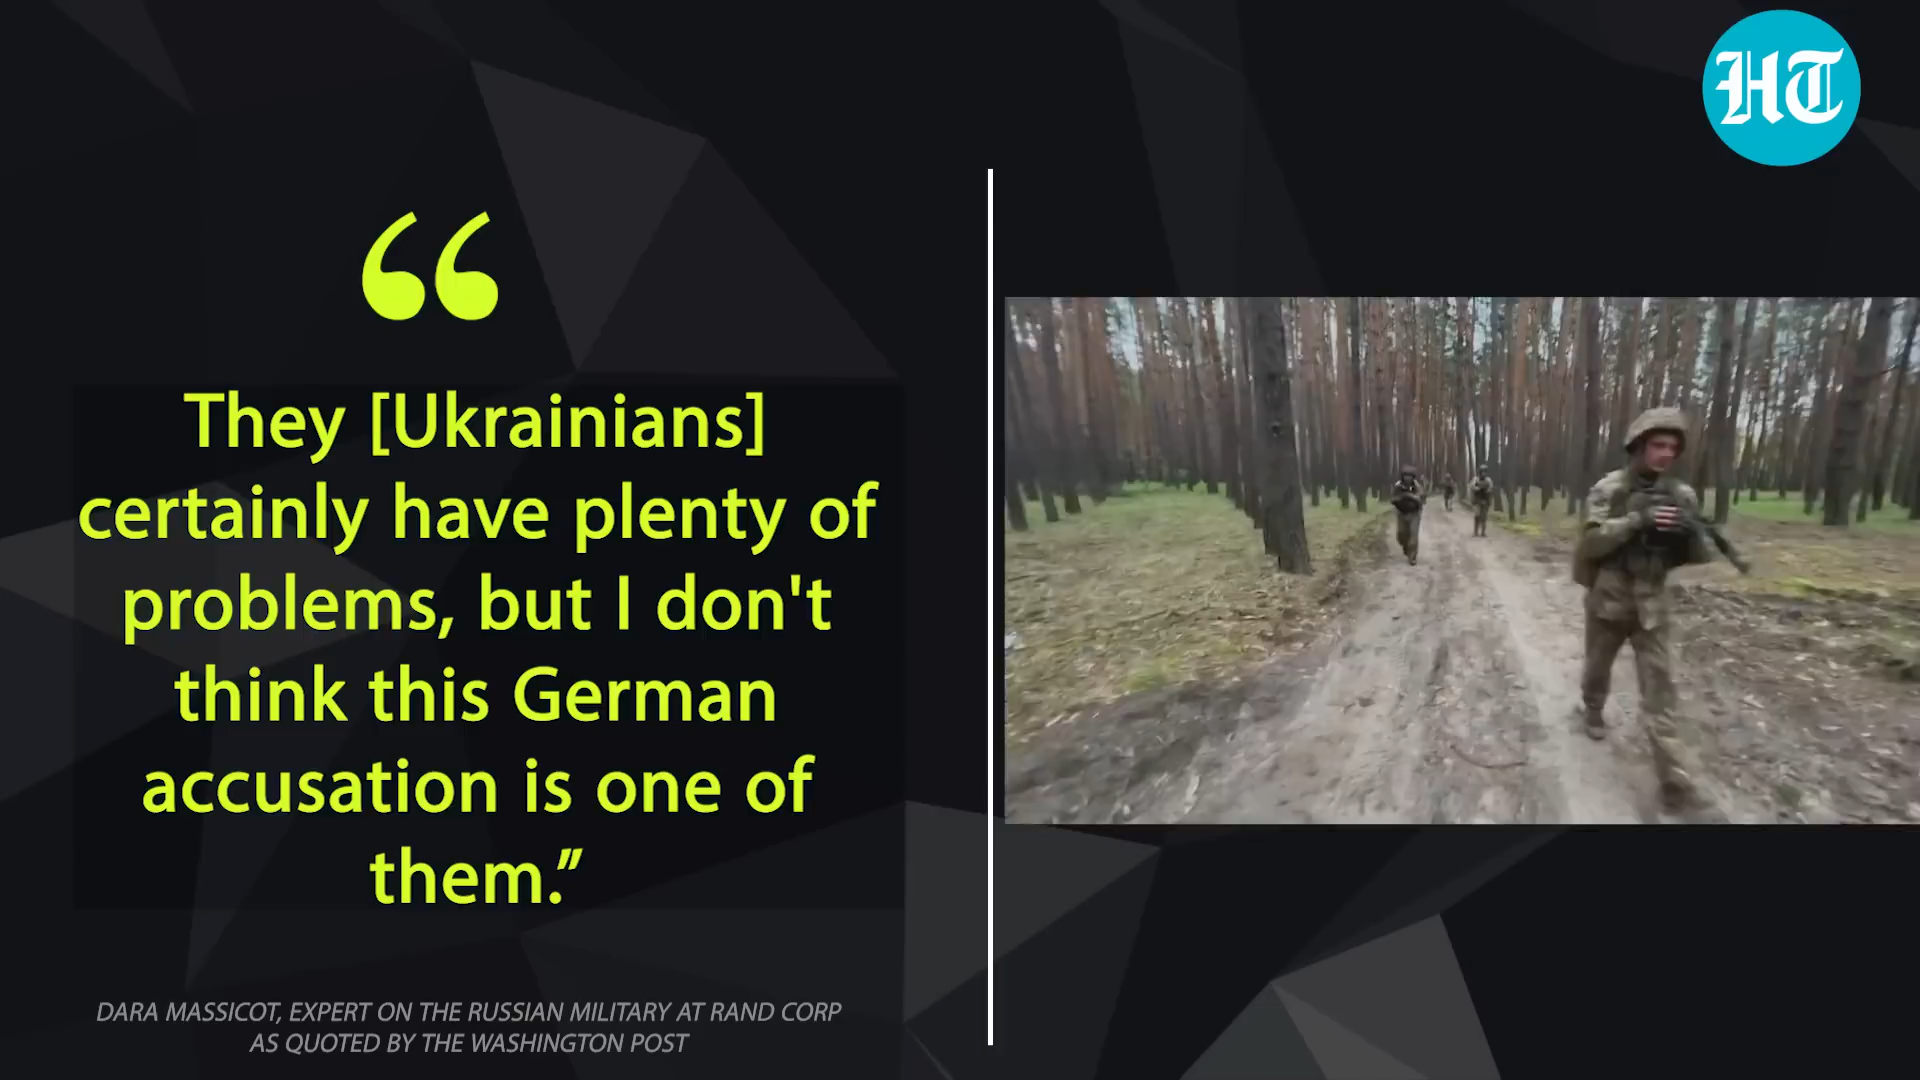 HT
“
They [Ukrainians]
certainly have plenty of
problems, but I don't
think this German
accusation is one of
them.”
DARA MASSICOT, EXPERT ON THE RUSSIAN MILITARY AT RAND CORP
AS QUOTED BY THE WASHINGTON POST